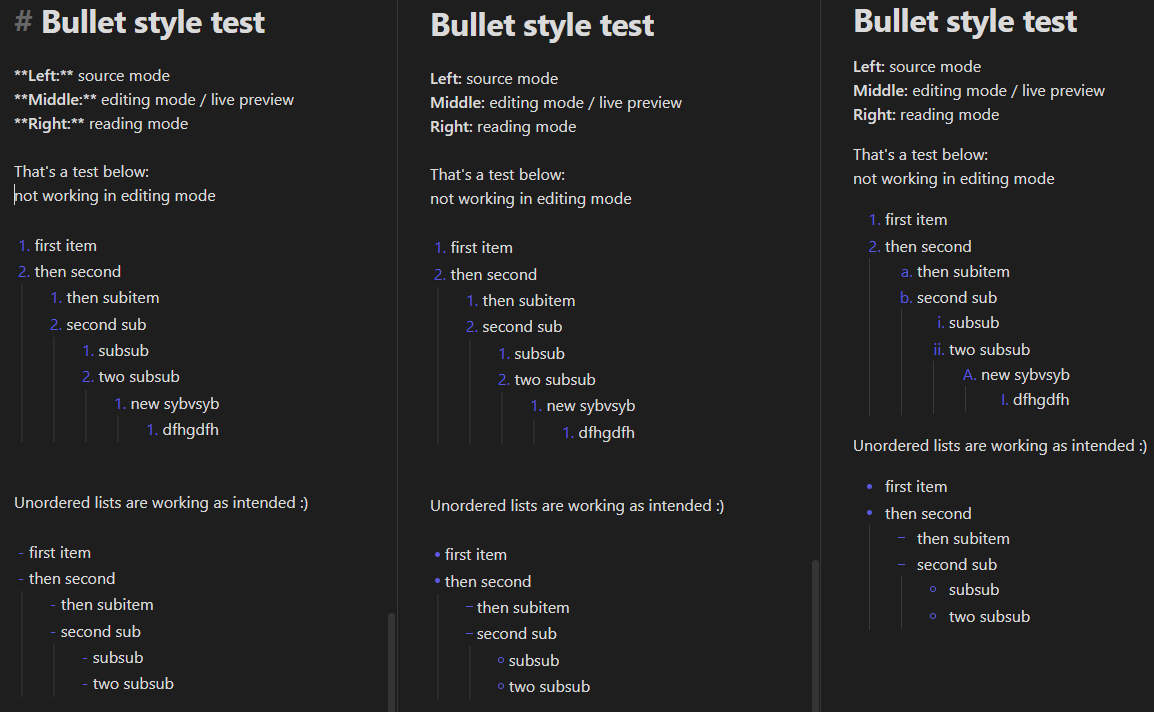 # Bullet style test
**Left:** source mode
**Middle:** editing mode / live preview
**Right:** reading mode
That's a test below:
not working in editing mode
1. first item
2. then second
1. then subitem
2. second sub
1. subsub
2. two subsub
1. new sybvsyb
1. dfhgdfh
Unordered lists are working as intended :)
- first item
- then second
- then subitem
- second sub
- subsub
- two subsub
Bullet style test
Left: source mode
Middle: editing mode / live preview
Right: reading mode
That's a test below:
not working in editing mode
1. first item
2. then second
1. then subitem
2. second sub
1. subsub
2. two subsub
1. new sybvsyb
1. dfhgdfh
Unordered lists are working as intended :)
• first item
• then second
– then subitem
– second sub
◦ subsub
◦ two subsub
Bullet style test
Left: source mode
Middle: editing mode / live preview
Right: reading mode
That's a test below:
not working in editing mode
1. first item
2. then second
a. then subitem
b. second sub
i. subsub
ii. two subsub
A. new sybvsyb
I. dfhgdfh
Unordered lists are working as intended :)
• first item
• then second
– then subitem
– second sub
◦ subsub
◦ two subsub